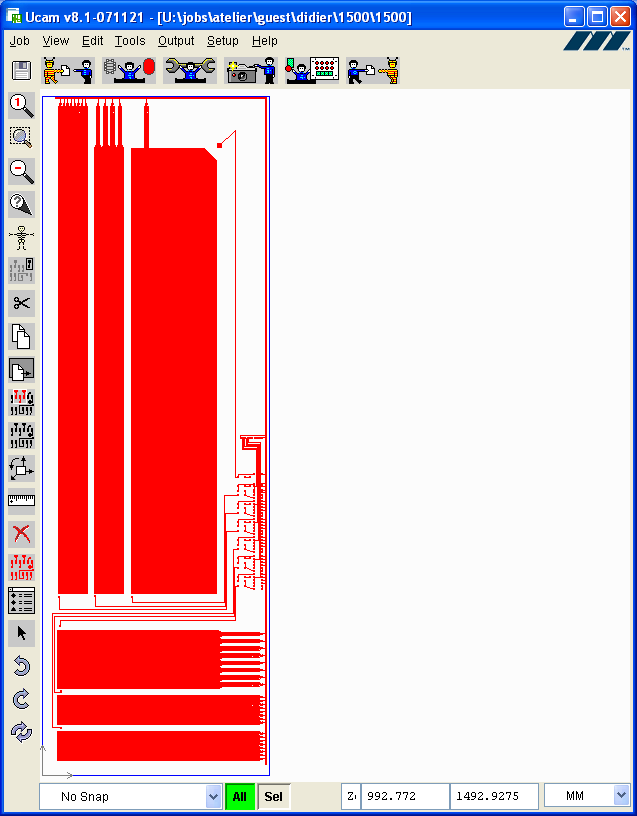 Ucam v8.1-071121 - [U:\jobs\atelier\guest\didier\1500\1500]
Job View Edit Tools Output Setup Help
1
No Snap All Sel 992.772 1492.9275 MM